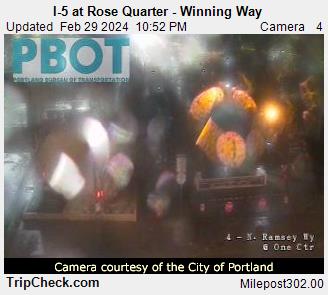 I-5 at Rose Quarter - Winning Way
Updated Feb 29 2024 10:52 PM Camera 4
PBOT
PORTLAND BUREAU OF TRANSPORTATION
4 - N. Ramsey Wy
@ One Ctr
Camera courtesy of the City of Portland
TripCheck.com Milepost302.00